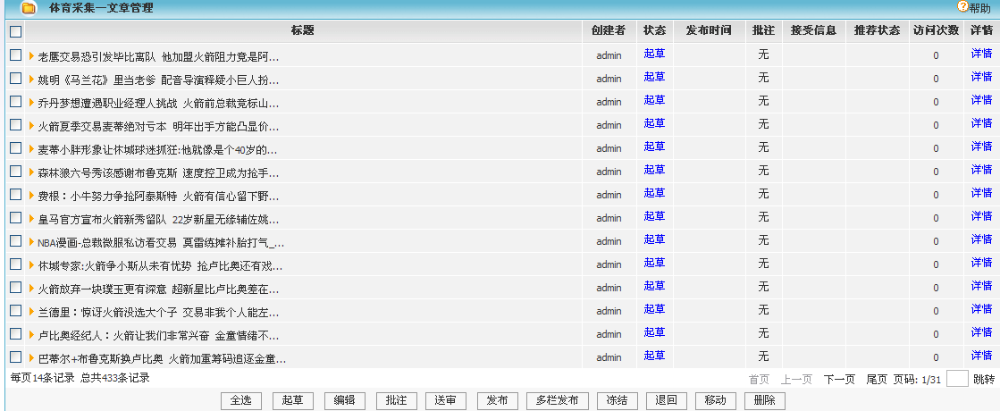 体育采集—文章管理 帮助
标题 创建者 状态 发布时间 批注 接受信息 推荐状态 访问次数 详情
老鹰交易恐引发毕比离队 他加盟火箭阻力竟是阿... admin 起草 无 0 详情
姚明《马兰花》里当老爹 配音导演释疑小巨人扮... admin 起草 无 0 详情
乔丹梦想遭遇职业经理人挑战 火箭前总裁竞标山... admin 起草 无 0 详情
火箭夏季交易麦蒂绝对亏本 明年出手方能凸显价... admin 起草 无 0 详情
麦蒂小胖形象让休城球迷抓狂:他就像是个40岁的... admin 起草 无 0 详情
森林狼六号秀该感谢布鲁克斯 速度控卫成为抢手... admin 起草 无 0 详情
费根：小牛努力争抢阿泰斯特 火箭有信心留下野... admin 起草 无 0 详情
皇马官方宣布火箭新秀留队 22岁新星无缘辅佐姚... admin 起草 无 0 详情
NBA漫画-总裁微服私访看交易 莫雷练摊补胎打气_... admin 起草 无 0 详情
休城专家:火箭争小斯从未有优势 抢卢比奥还有戏... admin 起草 无 0 详情
火箭放弃一块璞玉更有深意 超新星比卢比奥差在... admin 起草 无 0 详情
兰德里：惊讶火箭没选大个子 交易非我个人能左... admin 起草 无 0 详情
卢比奥经纪人：火箭让我们非常兴奋 金童情绪不... admin 起草 无 0 详情
巴蒂尔+布鲁克斯换卢比奥 火箭加重筹码追逐金童... admin 起草 无 0 详情
每页14条记录 总共433条记录 首页 上一页 下一页 尾页 页码: 1/31 跳转
全选 起草 编辑 批注 送审 发布 多栏发布 冻结 退回 移动 删除